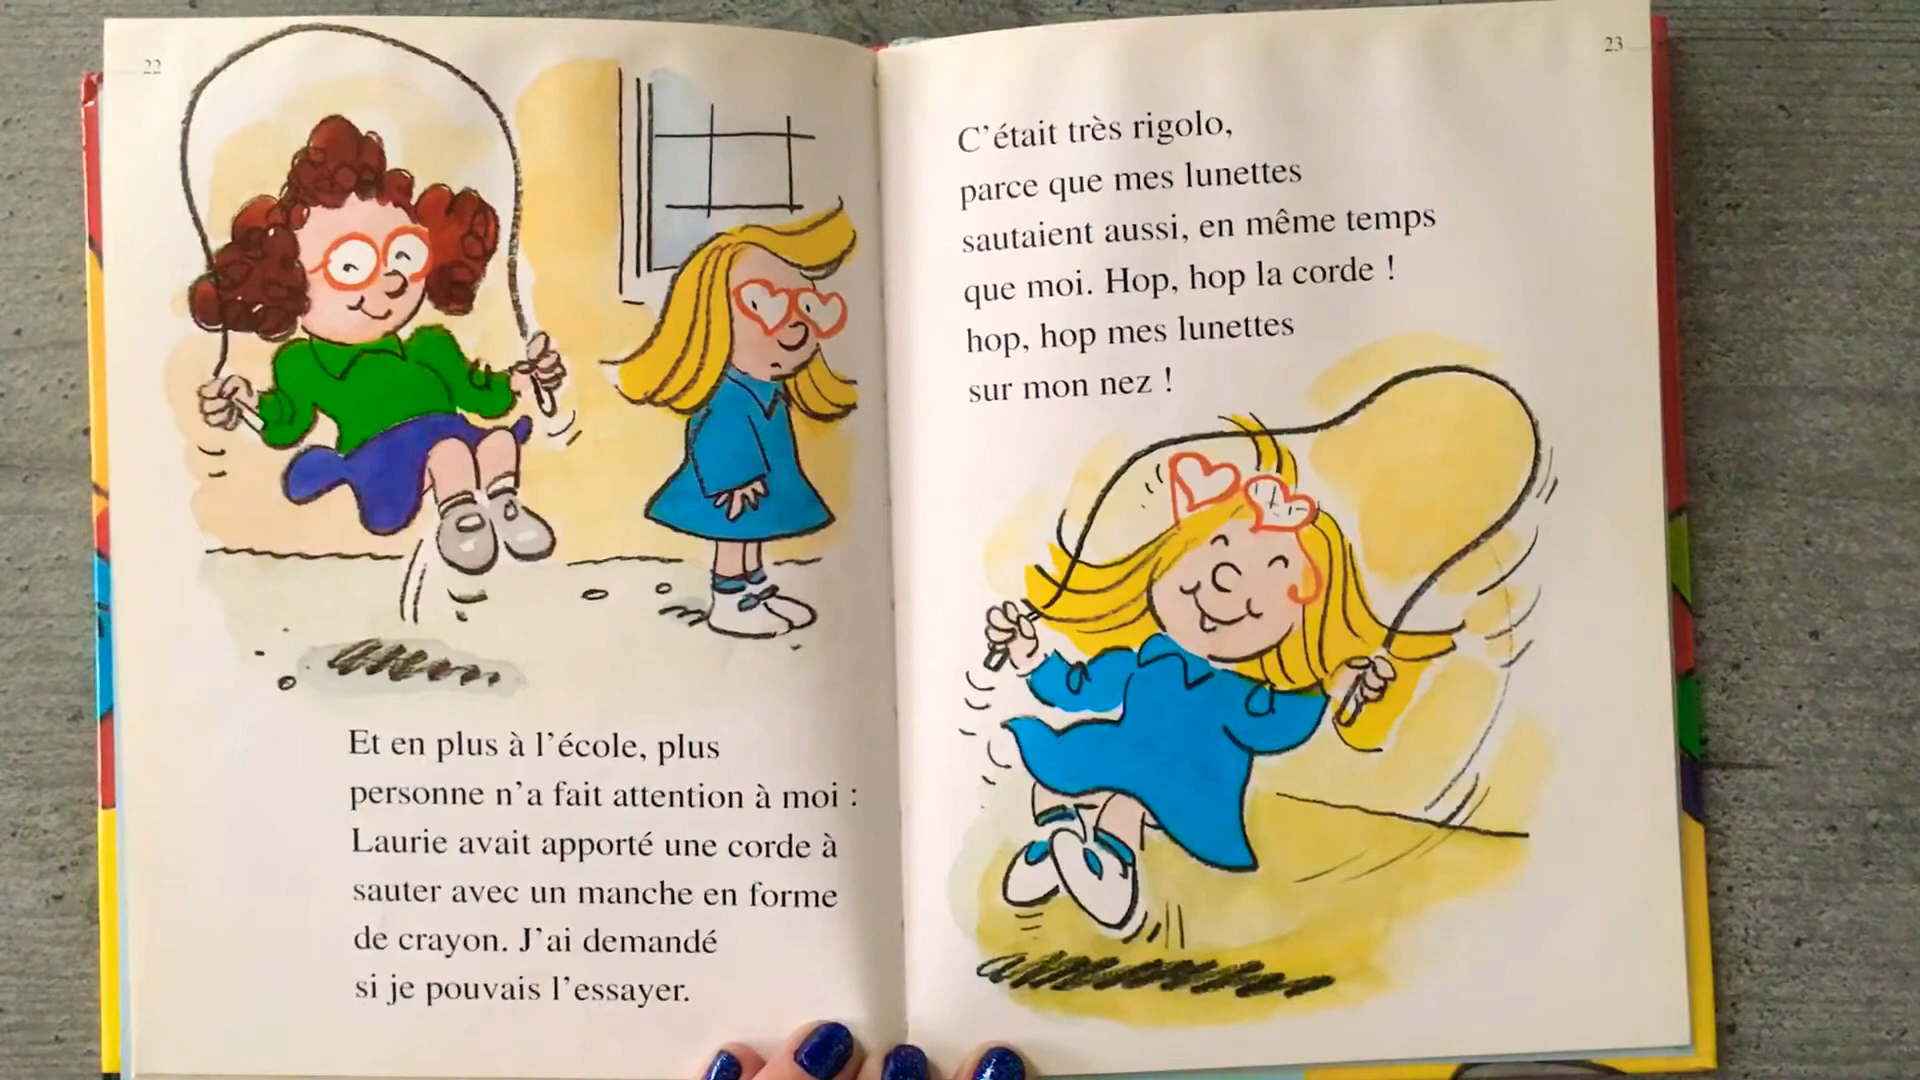 22
Et en plus à l'école, plus
personne n'a fait attention à moi :
Laurie avait apporté une corde à
sauter avec un manche en forme
de crayon. J'ai demandé
si je pouvais l'essayer.
23
C'était très rigolo,
parce que mes lunettes
sautaient aussi, en même temps
que moi. Hop, hop la corde !
hop, hop mes lunettes
sur mon nez !